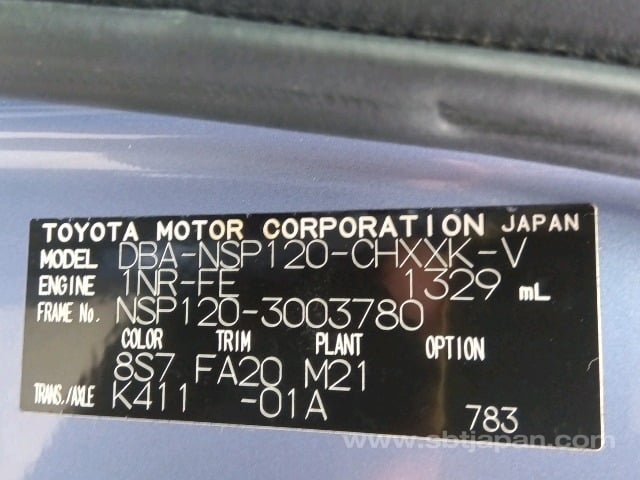 TOYOTA MOTOR CORPORATION JAPAN
MODEL DBA-NSP120-CHXXK-V
ENGINE 1NR-FE 1329 mL
FRAME No. NSP120-3003780
COLOR TRIM PLANT OPTION
8S7 FA20 M21
TRANS./AXLE K411 -01A 783
www.sbtjapan.com